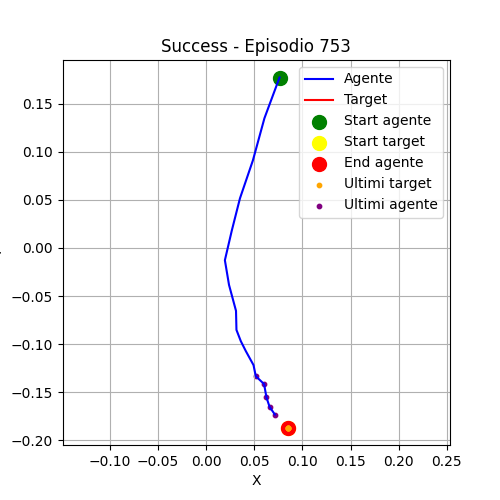 Success - Episodio 753
Agente
Target
Start agente
Start target
End agente
Ultimi target
Ultimi agente
0.15
0.10
0.05
0.00
−0.05
−0.10
−0.15
−0.20
−0.10 −0.05 0.00 0.05 0.10 0.15 0.20 0.25
X